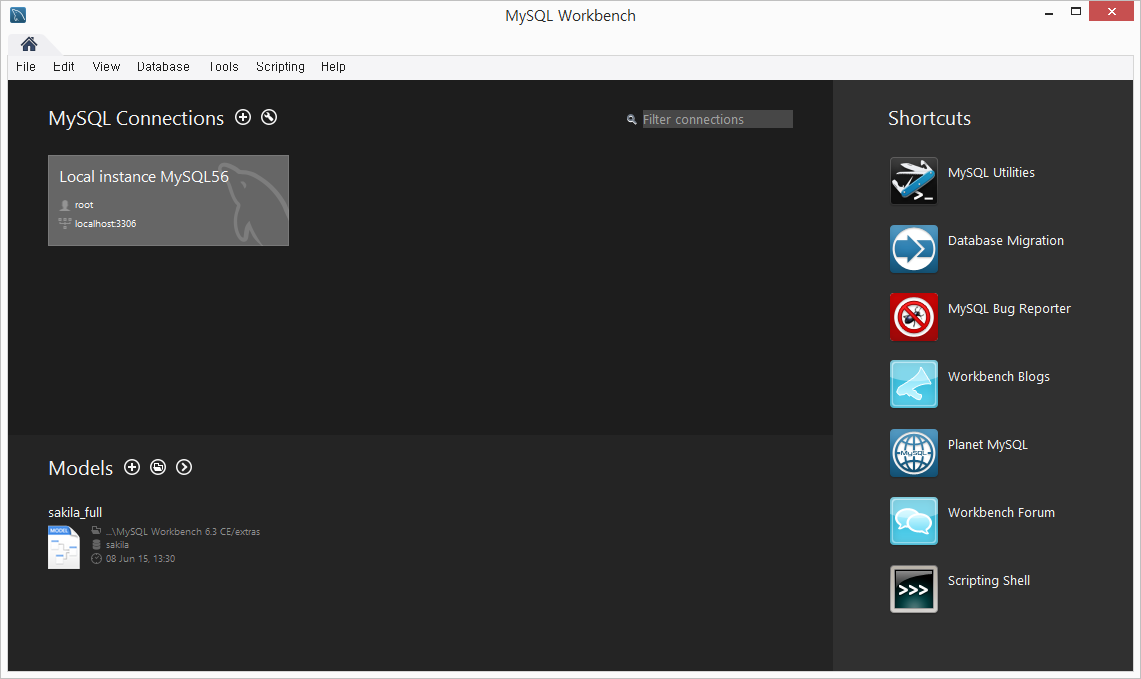 MySQL Workbench
File Edit View Database Tools Scripting Help
MySQL Connections
Filter connections
Local instance MySQL56
root
localhost:3306
Models
sakila_full
MODEL
...\MySQL Workbench 6.3 CE/extras
sakila
08 Jun 15, 13:30
Shortcuts
MySQL Utilities
Database Migration
MySQL Bug Reporter
Workbench Blogs
MySQL
Planet MySQL
Workbench Forum
>>>
Scripting Shell